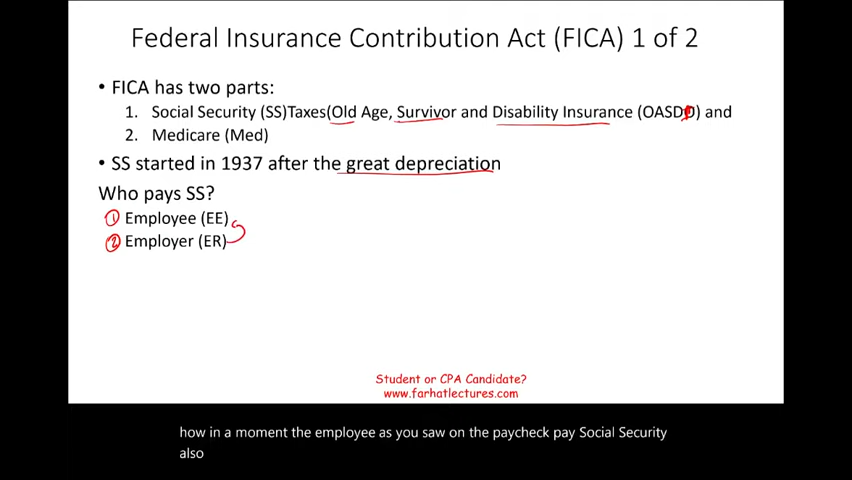 Federal Insurance Contribution Act (FICA) 1 of 2
• FICA has two parts:
1. Social Security (SS)Taxes(Old Age, Survivor and Disability Insurance (OASDI) and
2. Medicare (Med)
• SS started in 1937 after the great depreciation
Who pays SS?
1 Employee (EE)
2 Employer (ER)
Student or CPA Candidate?
www.farhatlectures.com
how in a moment the employee as you saw on the paycheck pay Social Security
also